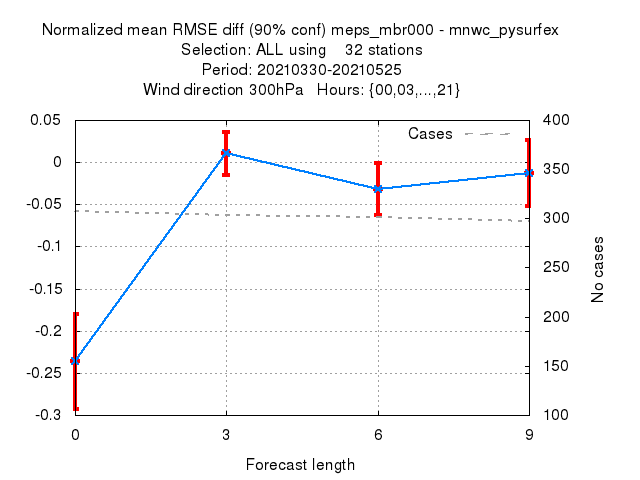 Normalized mean RMSE diff (90% conf) meps_mbr000 - mnwc_pysurfex
Selection: ALL using    32 stations
Period: 20210330-20210525
Wind direction 300hPa   Hours: {00,03,...,21}
0.05
0
-0.05
-0.1
-0.15
-0.2
-0.25
-0.3
Cases
400
350
300
250
200
150
100
No cases
0 3 6 9
Forecast length